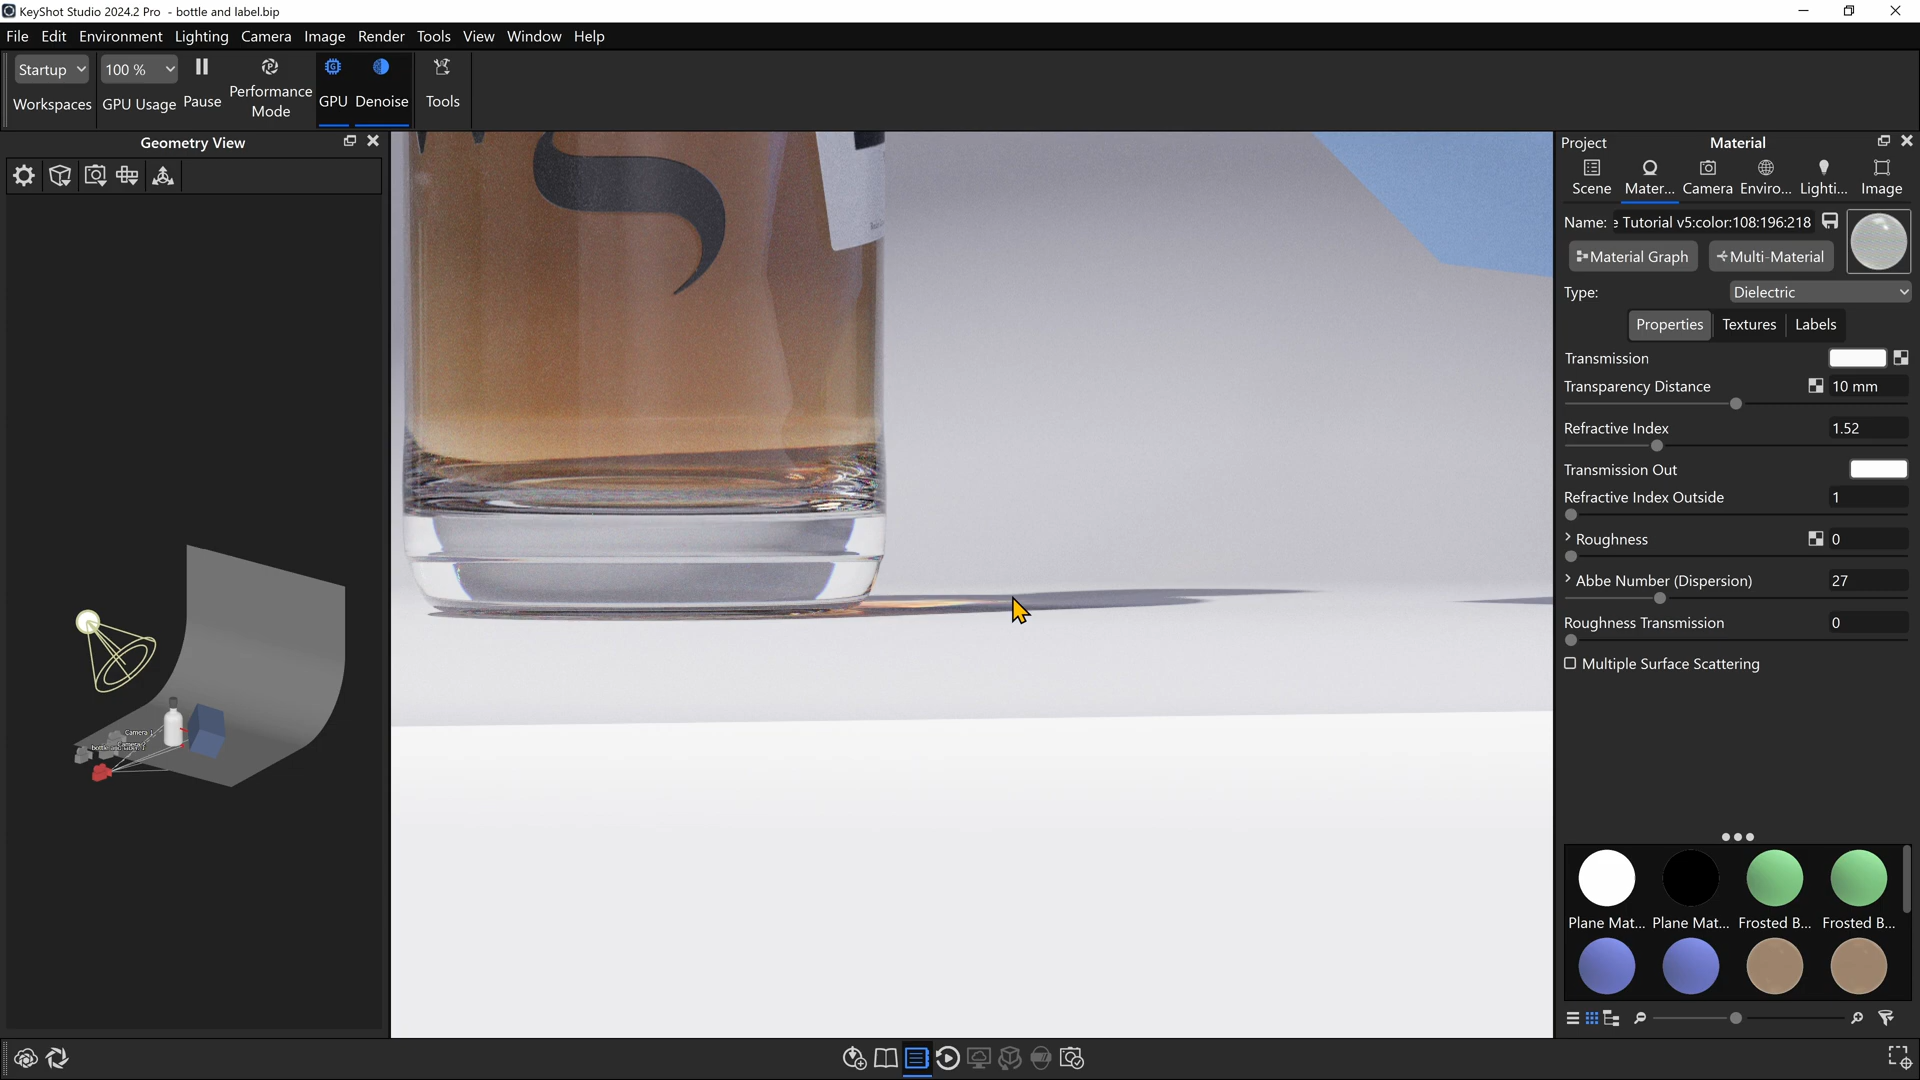 KeyShot Studio 2024.2 Pro - bottle and label.bip
File Edit Environment Lighting Camera Image Render Tools View Window Help
Startup 100 %
Workspaces GPU Usage Pause Performance Mode GPU Denoise Tools
Geometry View
Project Material
Scene Mater... Camera Enviro... Lighti... Image
Name: e Tutorial v5:color:108:196:218
Material Graph Multi-Material
Type: Dielectric
Properties Textures Labels
Transmission
Transparency Distance 10 mm
Refractive Index 1.52
Transmission Out
Refractive Index Outside 1
Roughness 0
Abbe Number (Dispersion) 27
Roughness Transmission 0
Multiple Surface Scattering
Camera 1
Plane Mat... Plane Mat... Frosted B... Frosted B...